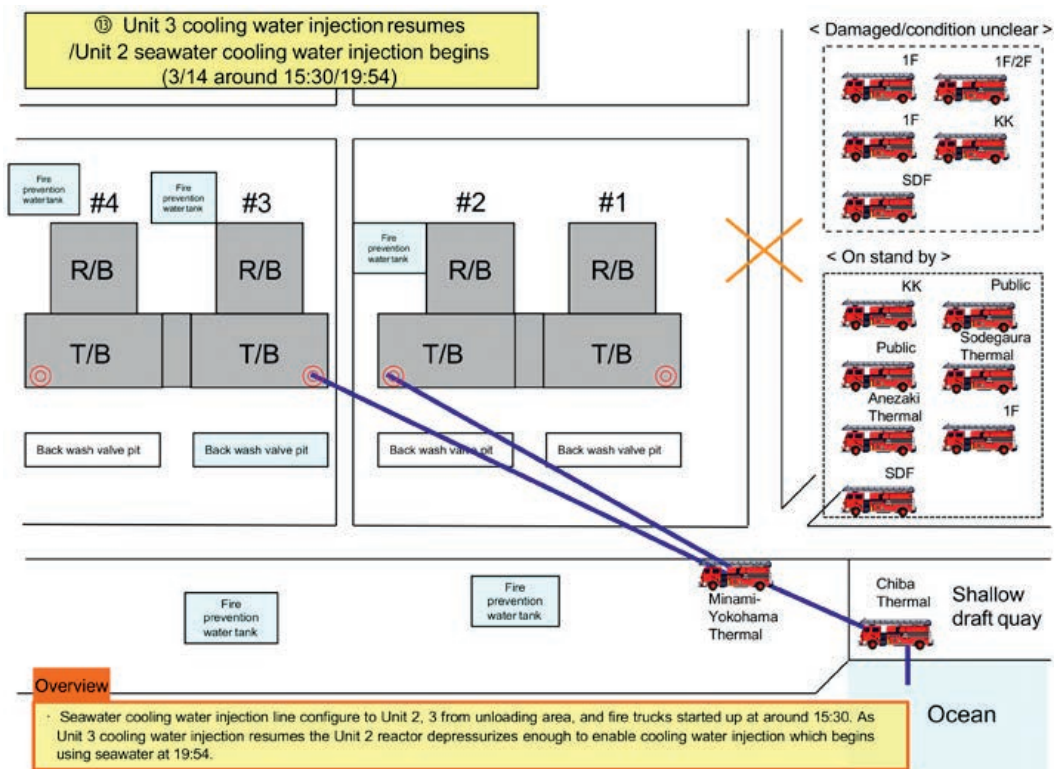 ⑬ Unit 3 cooling water injection resumes
/Unit 2 seawater cooling water injection begins
(3/14 around 15:30/19:54)
< Damaged/condition unclear >
1F
1F/2F
1F
KK
SDF
Fire
prevention
water tank
#4
Fire
prevention
water tank
#3
#2
#1
Fire
prevention
water tank
R/B
R/B
R/B
R/B
T/B
T/B
T/B
T/B
< On stand by >
KK
Public
Public
Sodegaura
Thermal
Anezaki
Thermal
1F
SDF
Back wash valve pit
Back wash valve pit
Back wash valve pit
Back wash valve pit
Fire
prevention
water tank
Fire
prevention
water tank
Minami-
Yokohama
Thermal
Chiba
Thermal
Shallow
draft quay
Ocean
Overview
· Seawater cooling water injection line configure to Unit 2, 3 from unloading area, and fire trucks started up at around 15:30. As
Unit 3 cooling water injection resumes the Unit 2 reactor depressurizes enough to enable cooling water injection which begins
using seawater at 19:54.